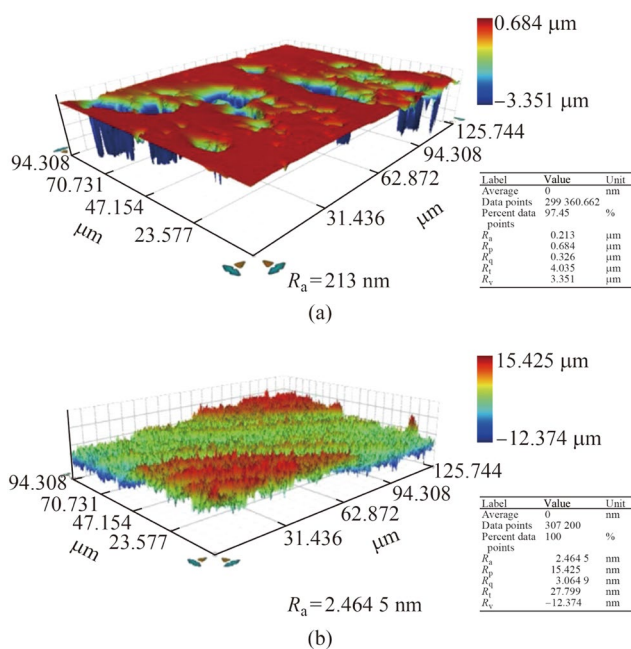 0.684 μm
−3.351 μm
125.744
94.308
62.872
31.436
94.308
70.731
47.154
23.577
μm
μm
Label Value Unit
Average 0 nm
Data points 299 360.662
Percent data points 97.45 %
Ra 0.213 μm
Rp 0.684 μm
Rq 0.326 μm
Rt 4.035 μm
Rv 3.351 μm
Ra=213 nm
(a)
15.425 μm
−12.374 μm
125.744
94.308
62.872
31.436
94.308
70.731
47.154
23.577
μm
μm
Label Value Unit
Average 0 nm
Data points 307 200
Percent data points 100 %
Ra 2.464 5 nm
Rp 15.425 nm
Rq 3.064 9 nm
Rt 27.799 nm
Rv −12.374 nm
Ra=2.464 5 nm
(b)